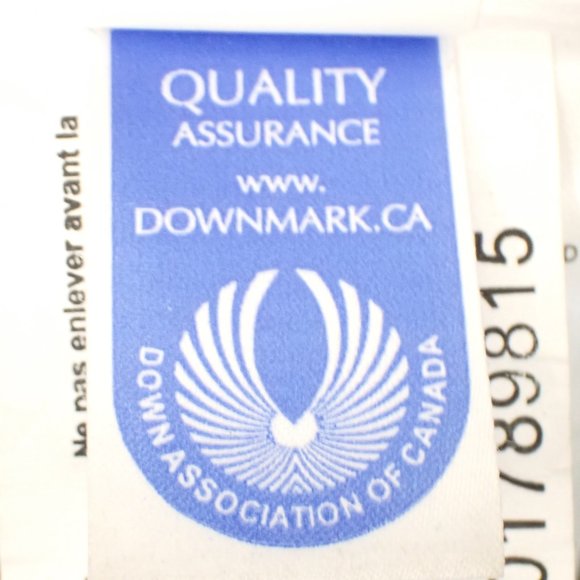 QUALITY
ASSURANCE
www.
DOWNMARK.CA
DOWN ASSOCIATION OF CANADA
Ne pas enlever avant la
01789815